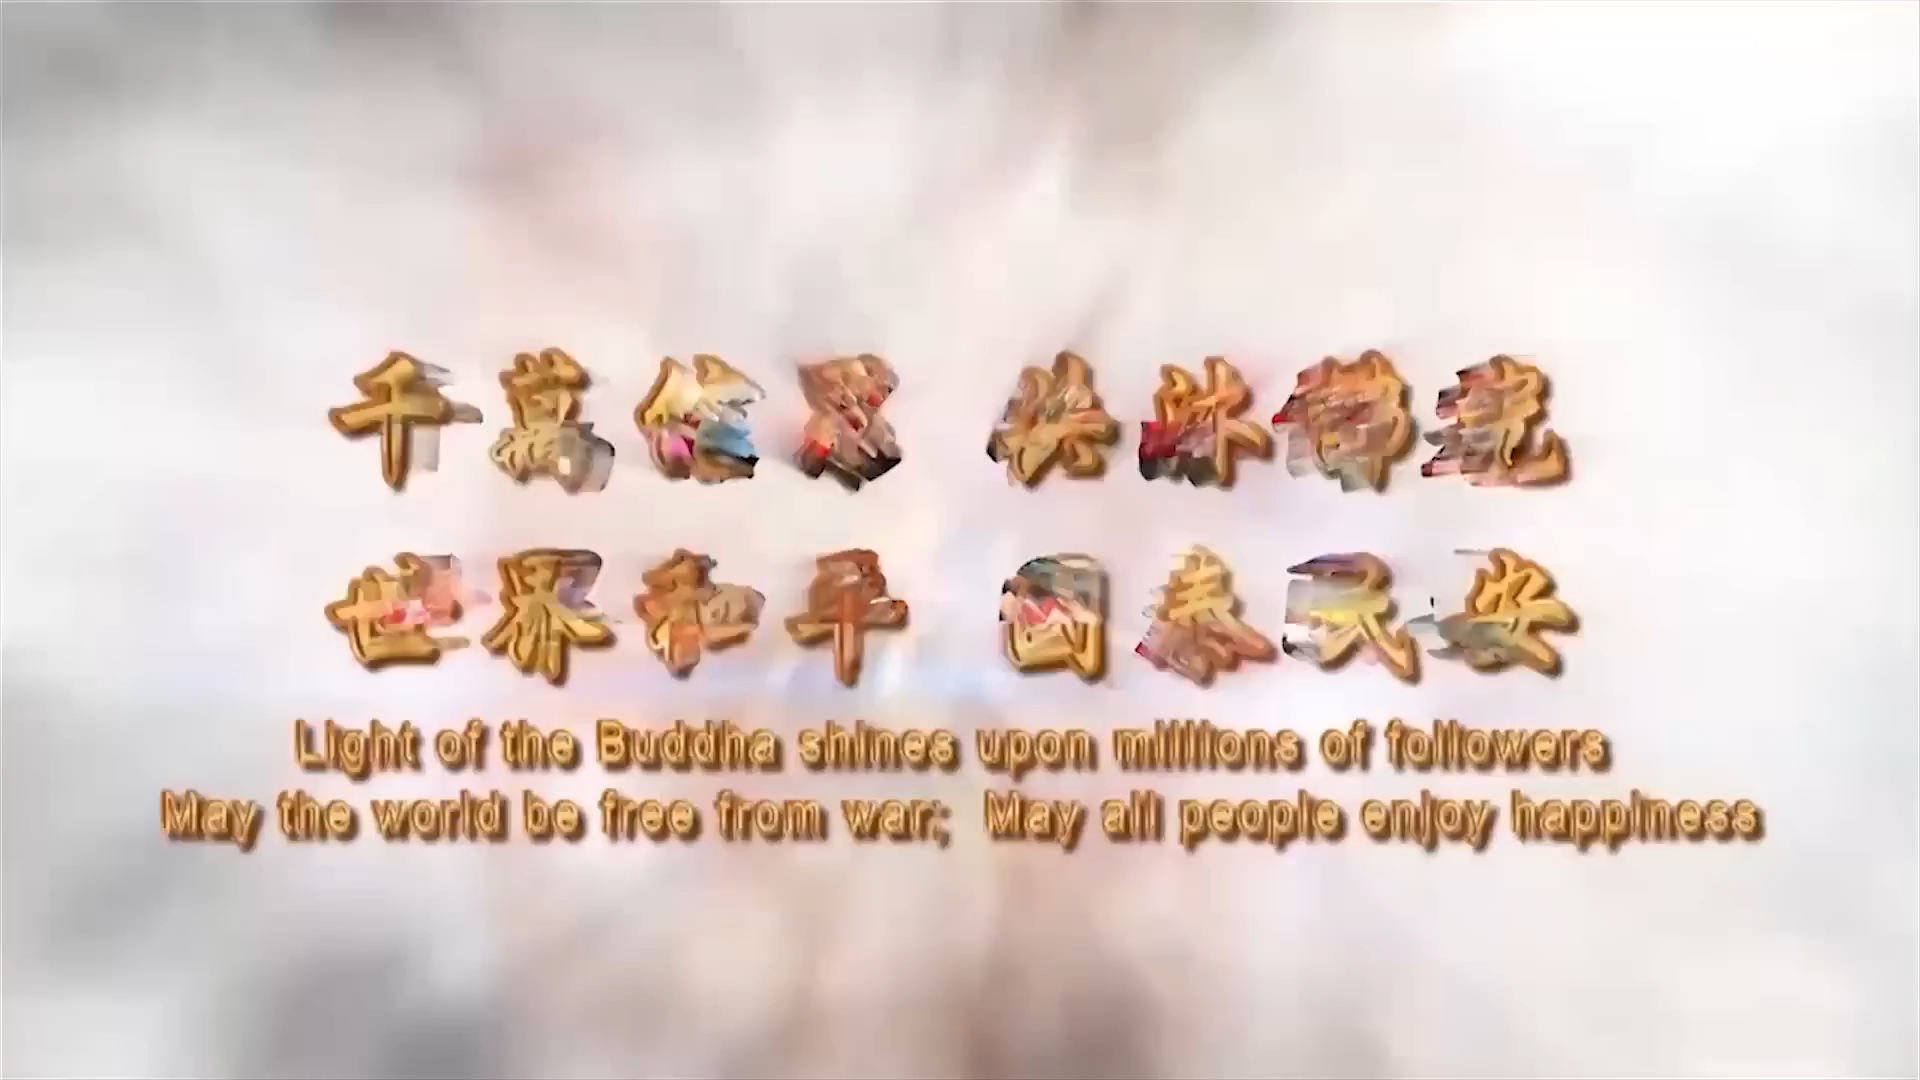 千萬信眾 共沐佛光
世界和平 國泰民安
Light of the Buddha shines upon millions of followers
May the world be free from war; May all people enjoy happiness